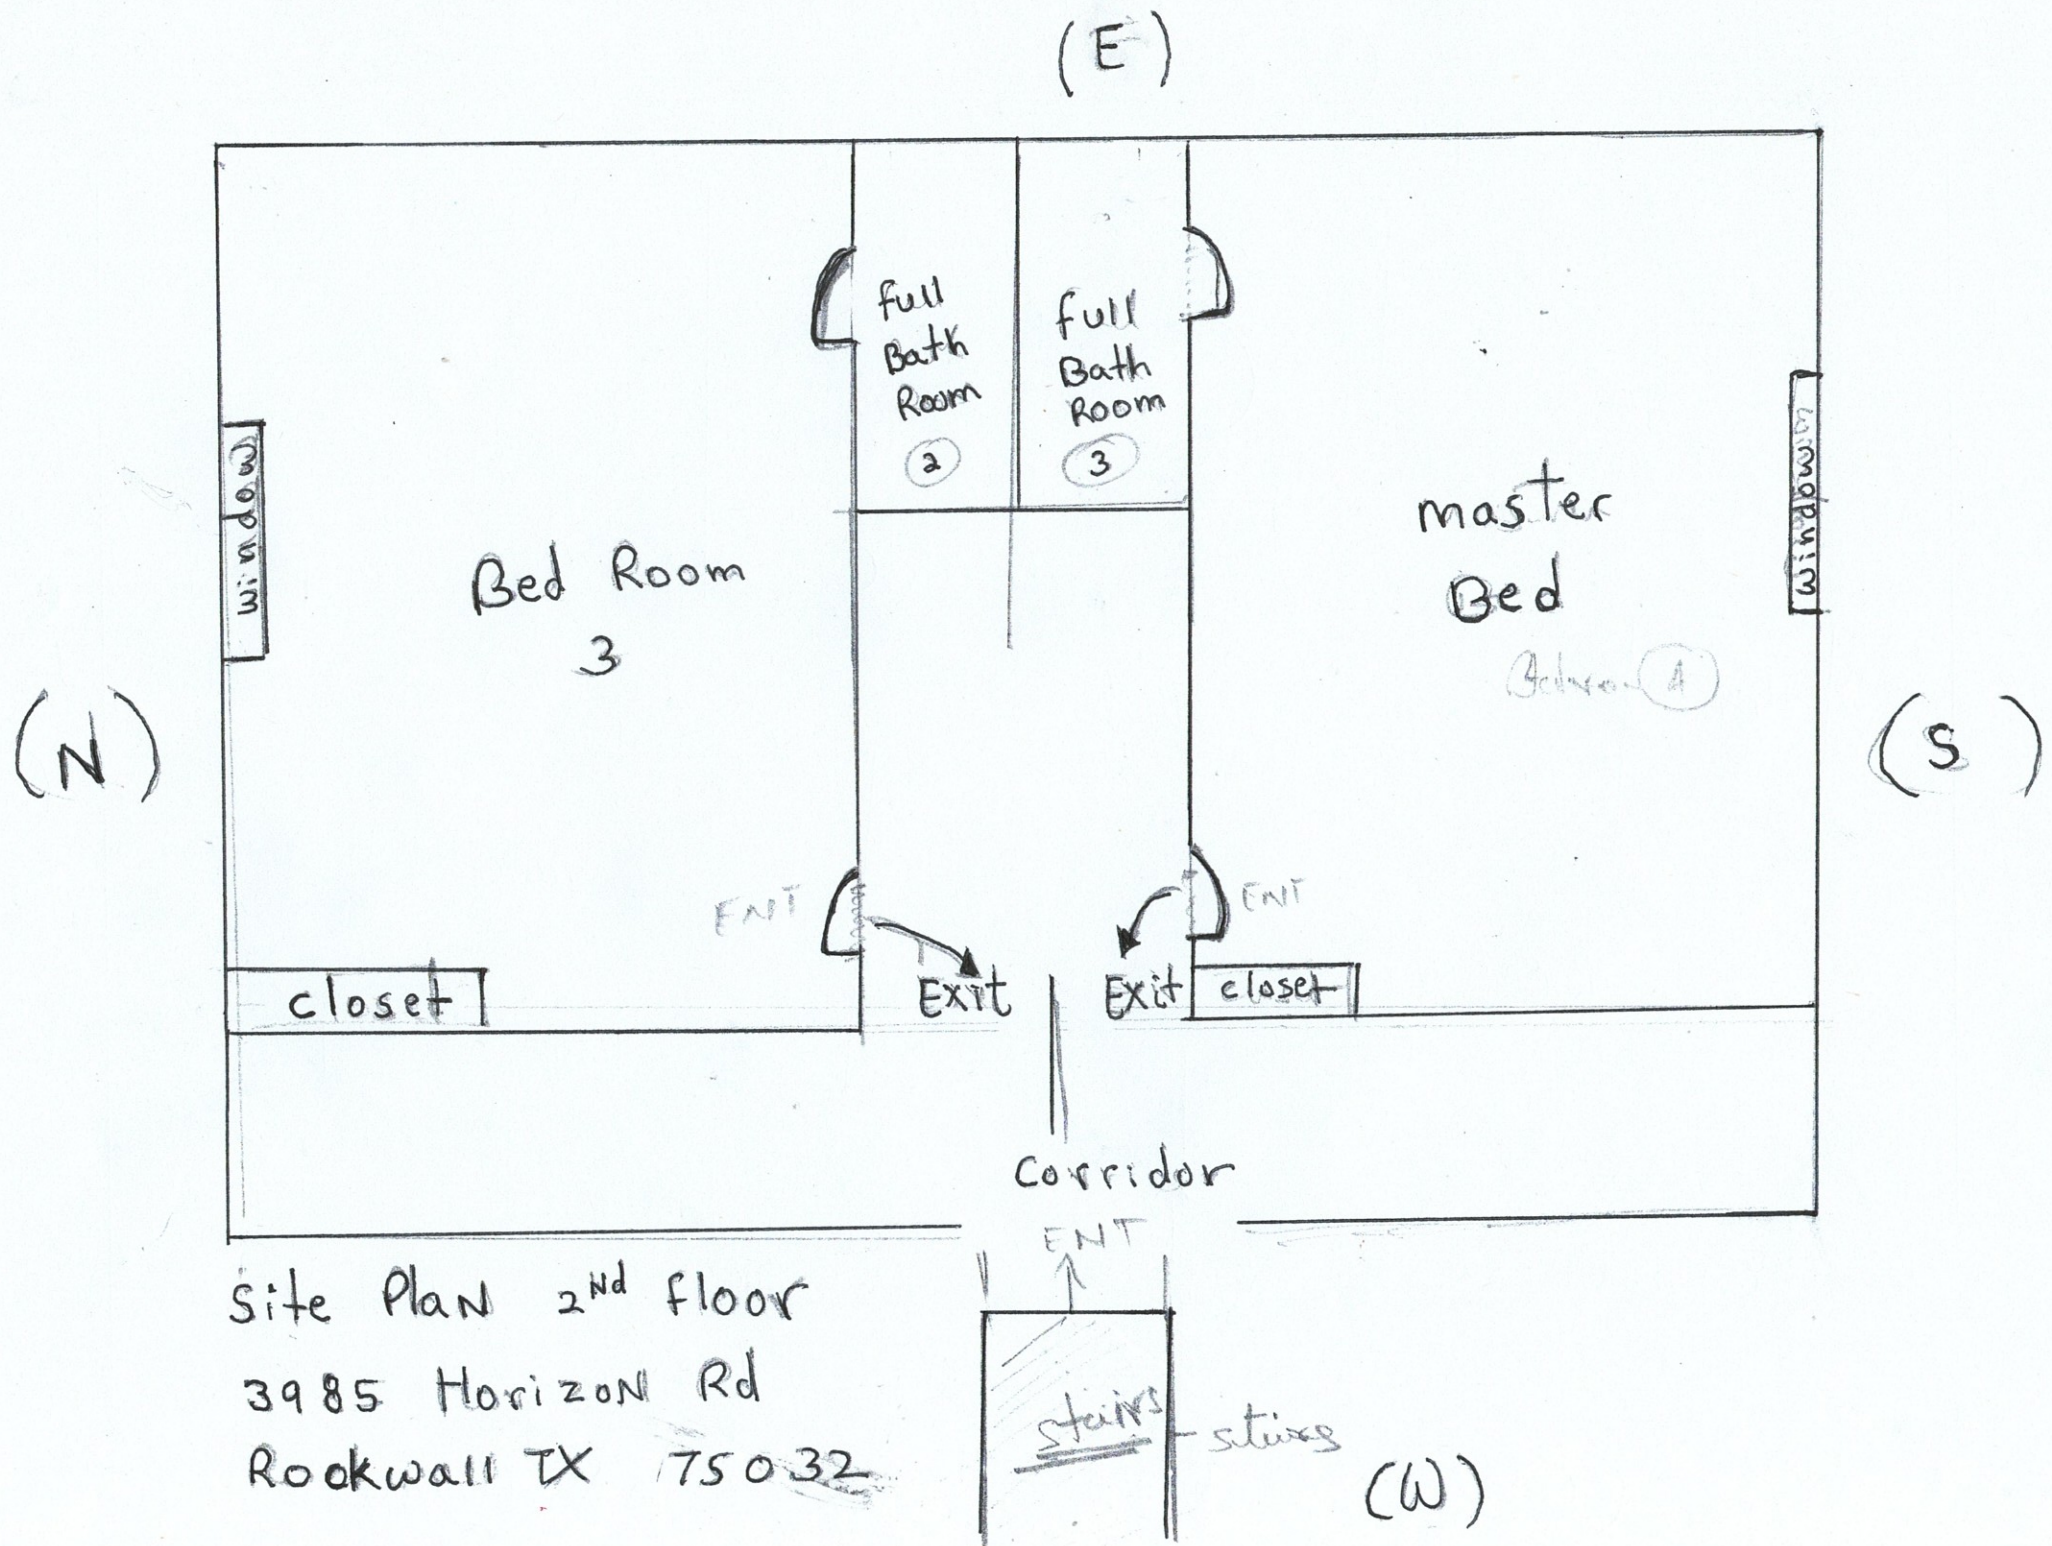 (E)
full
Bath
Room
2
full
Bath
Room
3
window
window
master
Bed
Bed Room
3
(N)
(S)
ENT
ENT
closet
Exit
Exit
closet
Corridor
ENT
Site PlaN 2Nd floor
3985 HorizoN Rd
Rockwall TX 75032
stairs
stairs
(W)